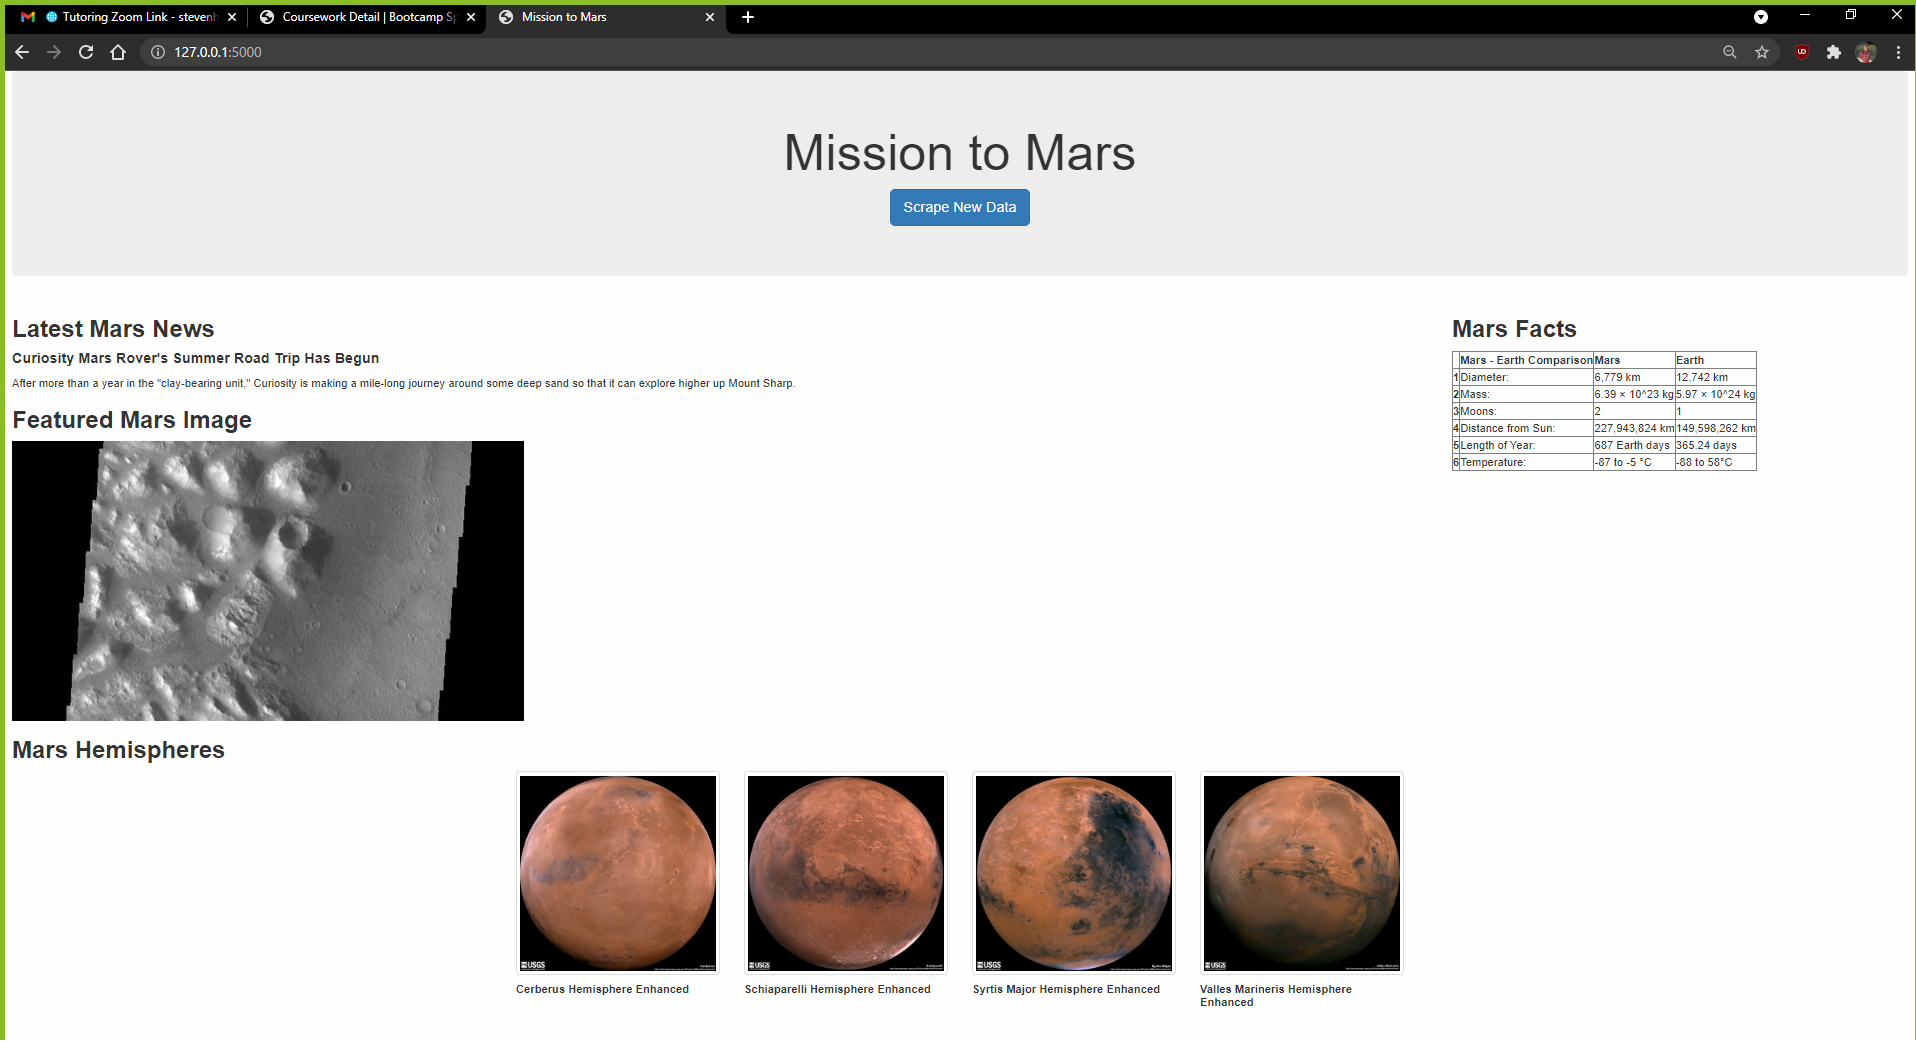 Tutoring Zoom Link - stevenh
Coursework Detail | Bootcamp Sp
Mission to Mars
127.0.0.1:5000
Mission to Mars
Scrape New Data
Latest Mars News
Curiosity Mars Rover's Summer Road Trip Has Begun
After more than a year in the "clay-bearing unit," Curiosity is making a mile-long journey around some deep sand so that it can explore higher up Mount Sharp.
Featured Mars Image
Mars Facts
Mars - Earth Comparison Mars Earth
1 Diameter: 6,779 km 12,742 km
2 Mass: 6.39 × 10^23 kg 5.97 × 10^24 kg
3 Moons: 2 1
4 Distance from Sun: 227,943,824 km 149,598,262 km
5 Length of Year: 687 Earth days 365.24 days
6 Temperature: -87 to -5 °C -88 to 58°C
Mars Hemispheres
USGS
USGS
USGS
USGS
Cerberus Hemisphere Enhanced
Schiaparelli Hemisphere Enhanced
Syrtis Major Hemisphere Enhanced
Valles Marineris Hemisphere
Enhanced